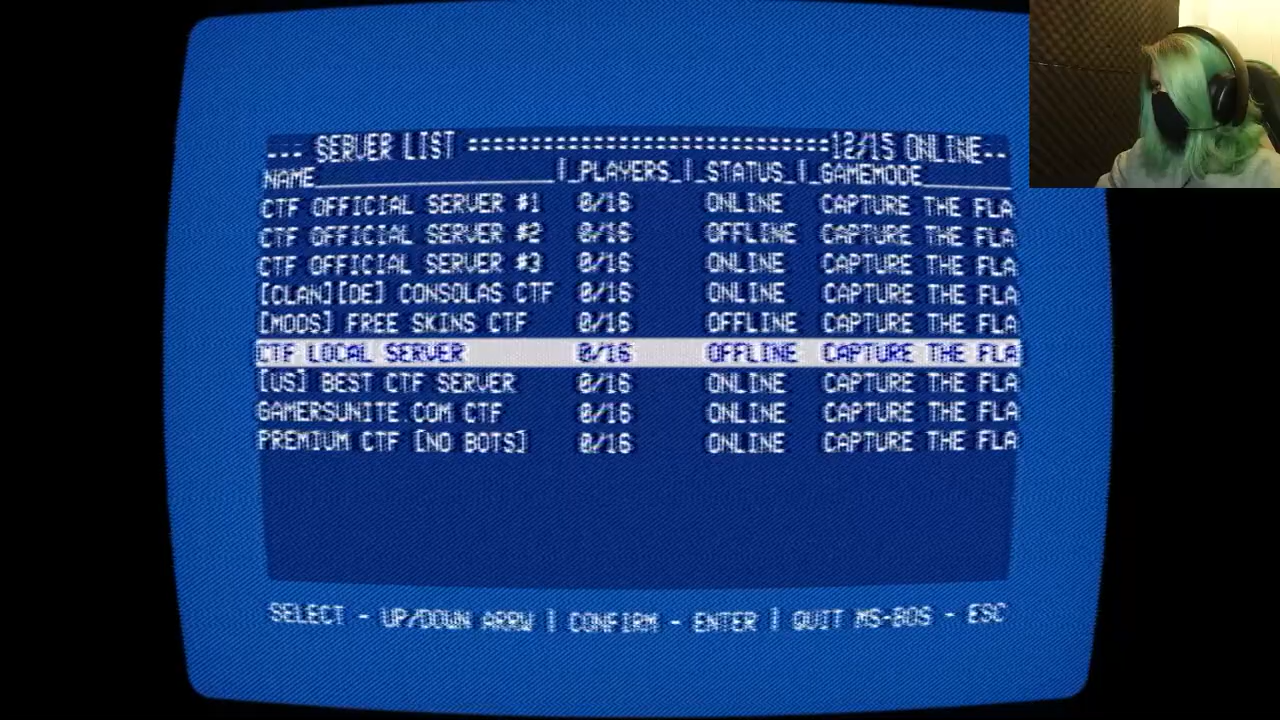 --- SERVER LIST ==============================12/15 ONLINE--
NAME____________________|_PLAYERS_|_STATUS_|_GAMEMODE_______
CTF OFFICIAL SERVER #1 0/16 ONLINE CAPTURE THE FLA
CTF OFFICIAL SERVER #2 0/16 OFFLINE CAPTURE THE FLA
CTF OFFICIAL SERVER #3 0/16 ONLINE CAPTURE THE FLA
[CLAN][DE] CONSOLAS CTF 0/16 ONLINE CAPTURE THE FLA
[MODS] FREE SKINS CTF 0/16 OFFLINE CAPTURE THE FLA
CTF LOCAL SERVER 0/16 OFFLINE CAPTURE THE FLA
[US] BEST CTF SERVER 0/16 ONLINE CAPTURE THE FLA
GAMERSUNITE.COM CTF 0/16 ONLINE CAPTURE THE FLA
PREMIUM CTF [NO BOTS] 0/16 ONLINE CAPTURE THE FLA
SELECT - UP/DOWN ARRW | CONFIRM - ENTER | QUIT MS-BOS - ESC